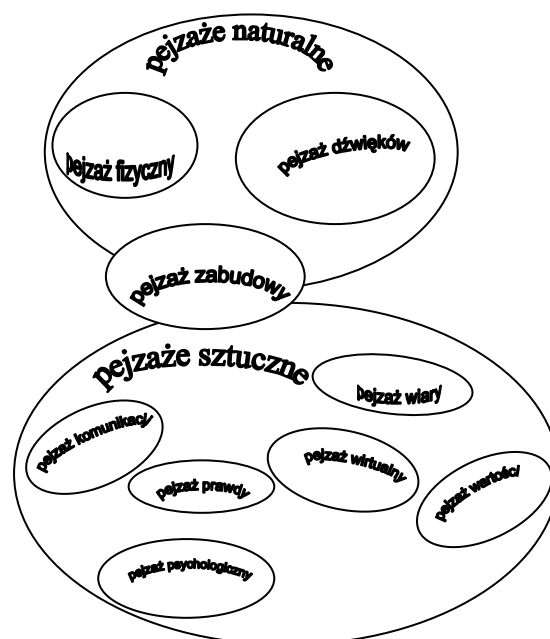 pejzaże naturalne
pejzaż fizyczny
pejzaż dźwięków
pejzaż zabudowy
pejzaże sztuczne
pejzaż wiary
pejzaż komunikacji
pejzaż wirtualny
pejzaż wartości
pejzaż prawdy
pejzaż psychologiczny